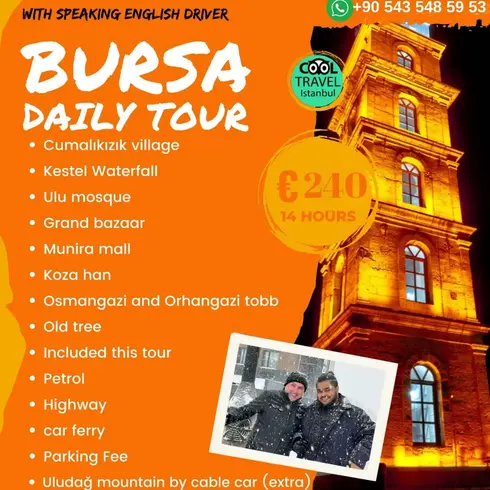 WITH SPEAKING ENGLISH DRIVER
+90 543 548 59 53
BURSA
DAILY TOUR
COOL
TRAVEL
Istanbul
€240
14 HOURS
• Cumalıkızık village
• Kestel Waterfall
• Ulu mosque
• Grand bazaar
• Munira mall
• Koza han
• Osmangazi and Orhangazi tobb
• Old tree
• Included this tour
• Petrol
• Highway
• car ferry
• Parking Fee
• Uludağ mountain by cable car (extra)